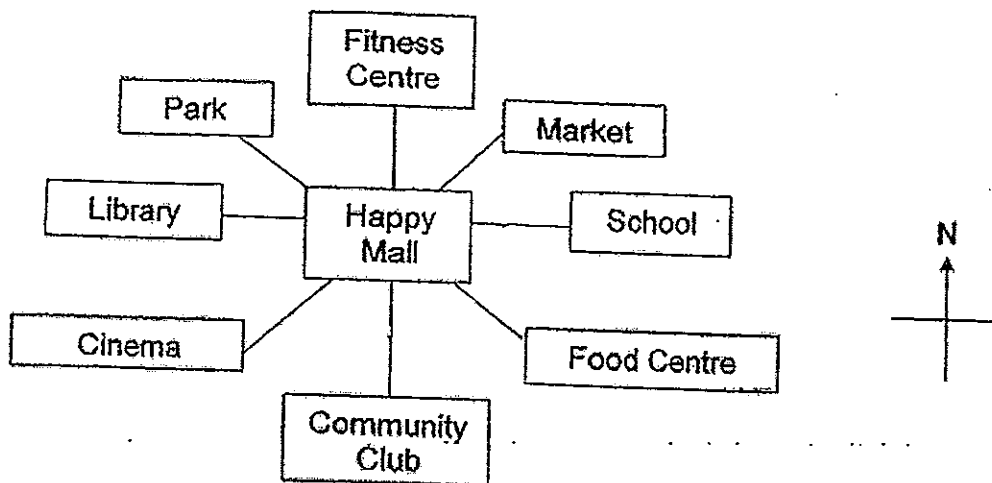 Fitness
Centre
Park
Market
Library
Happy
Mall
School
N
Cinema
Food Centre
Community
Club